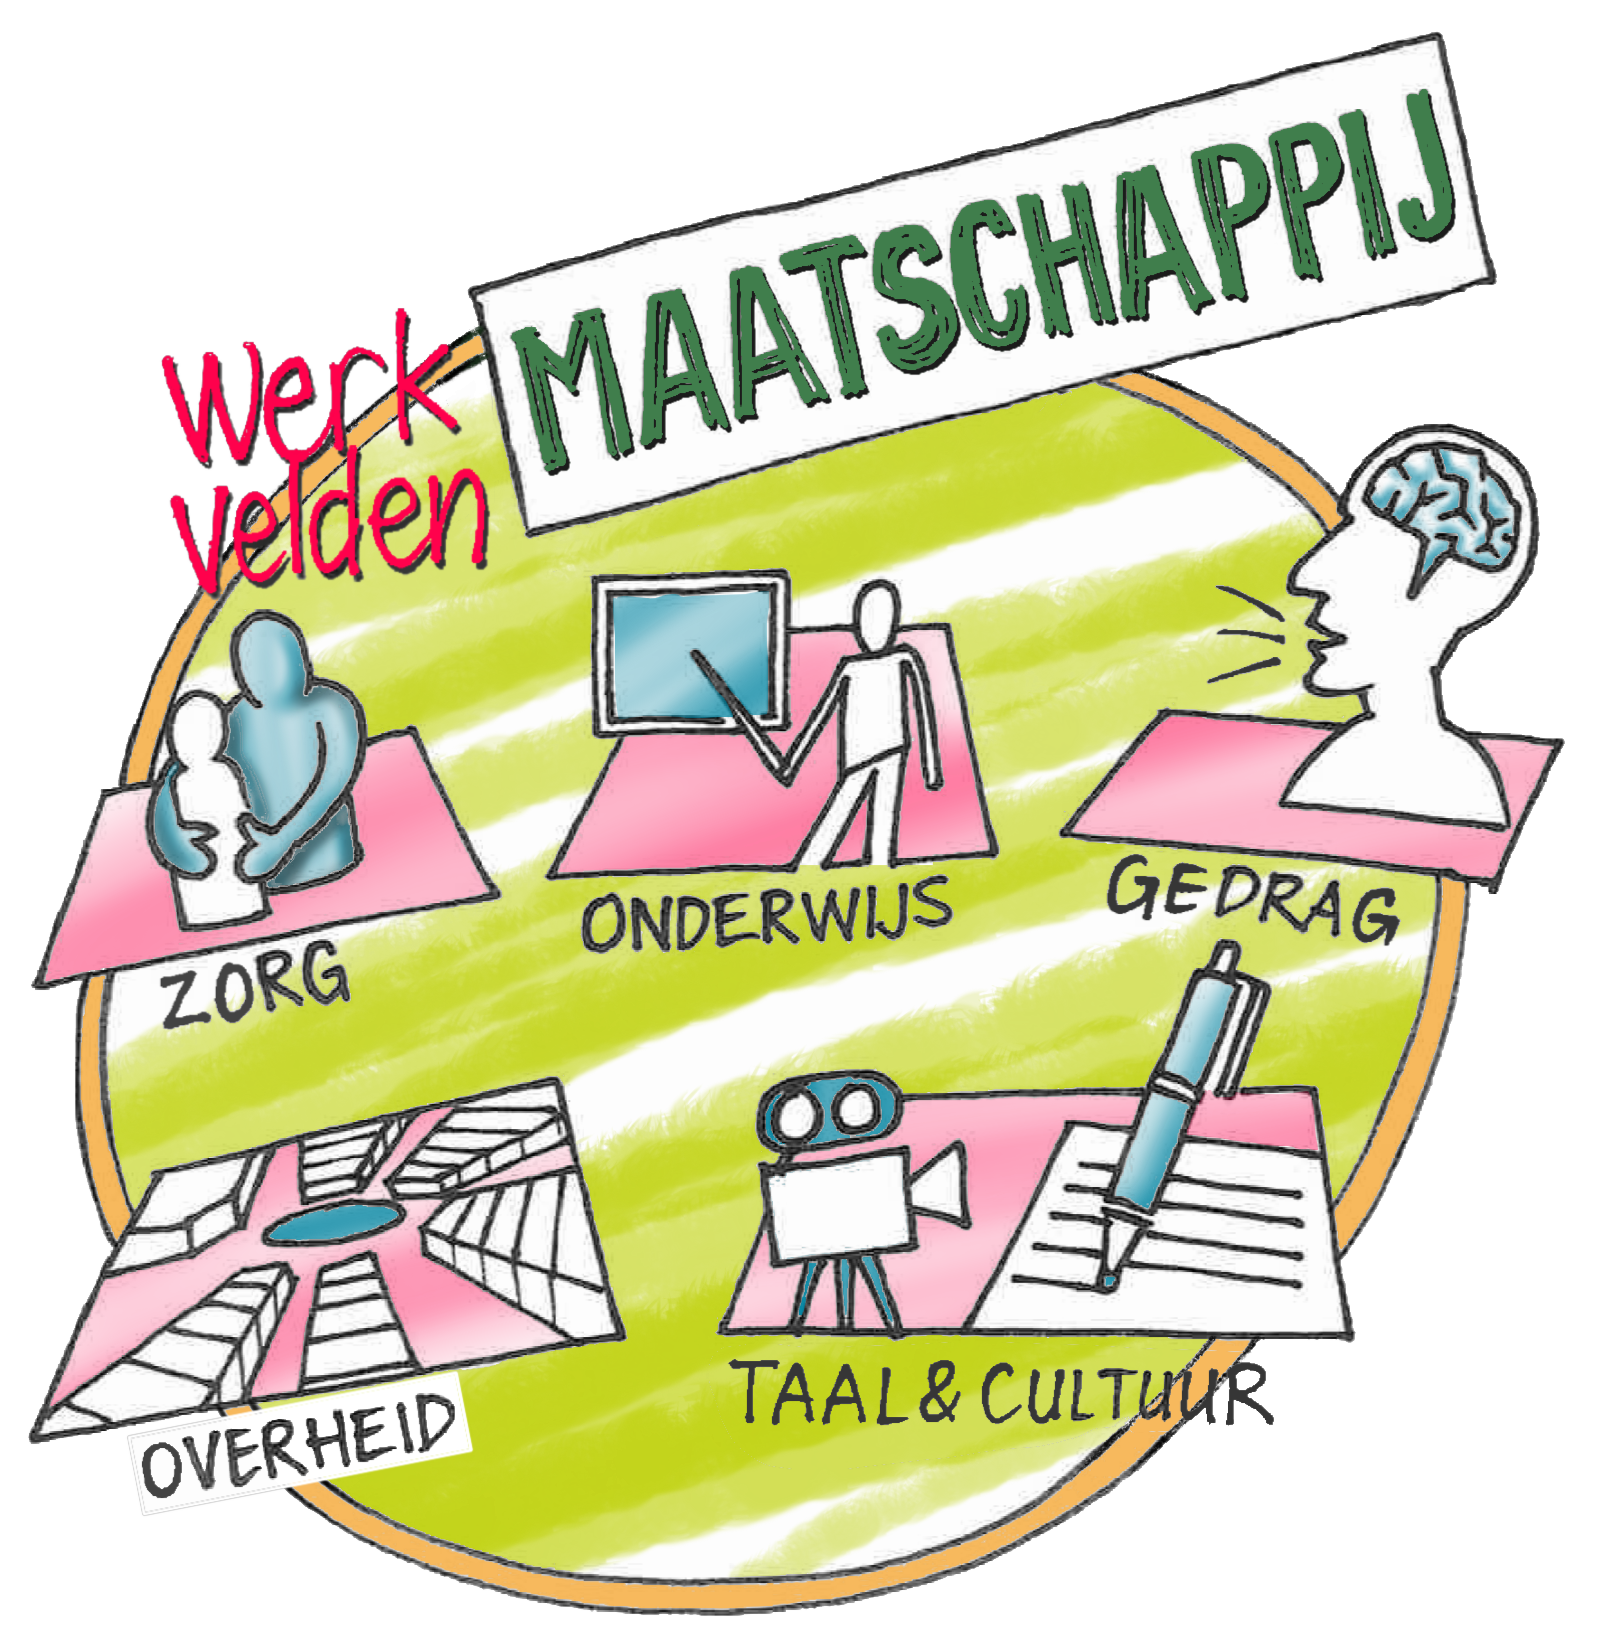 MAATSCHAPPIJ
Werk
velden
ZORG
ONDERWIJS
GEDRAG
OVERHEID
TAAL & CULTUUR